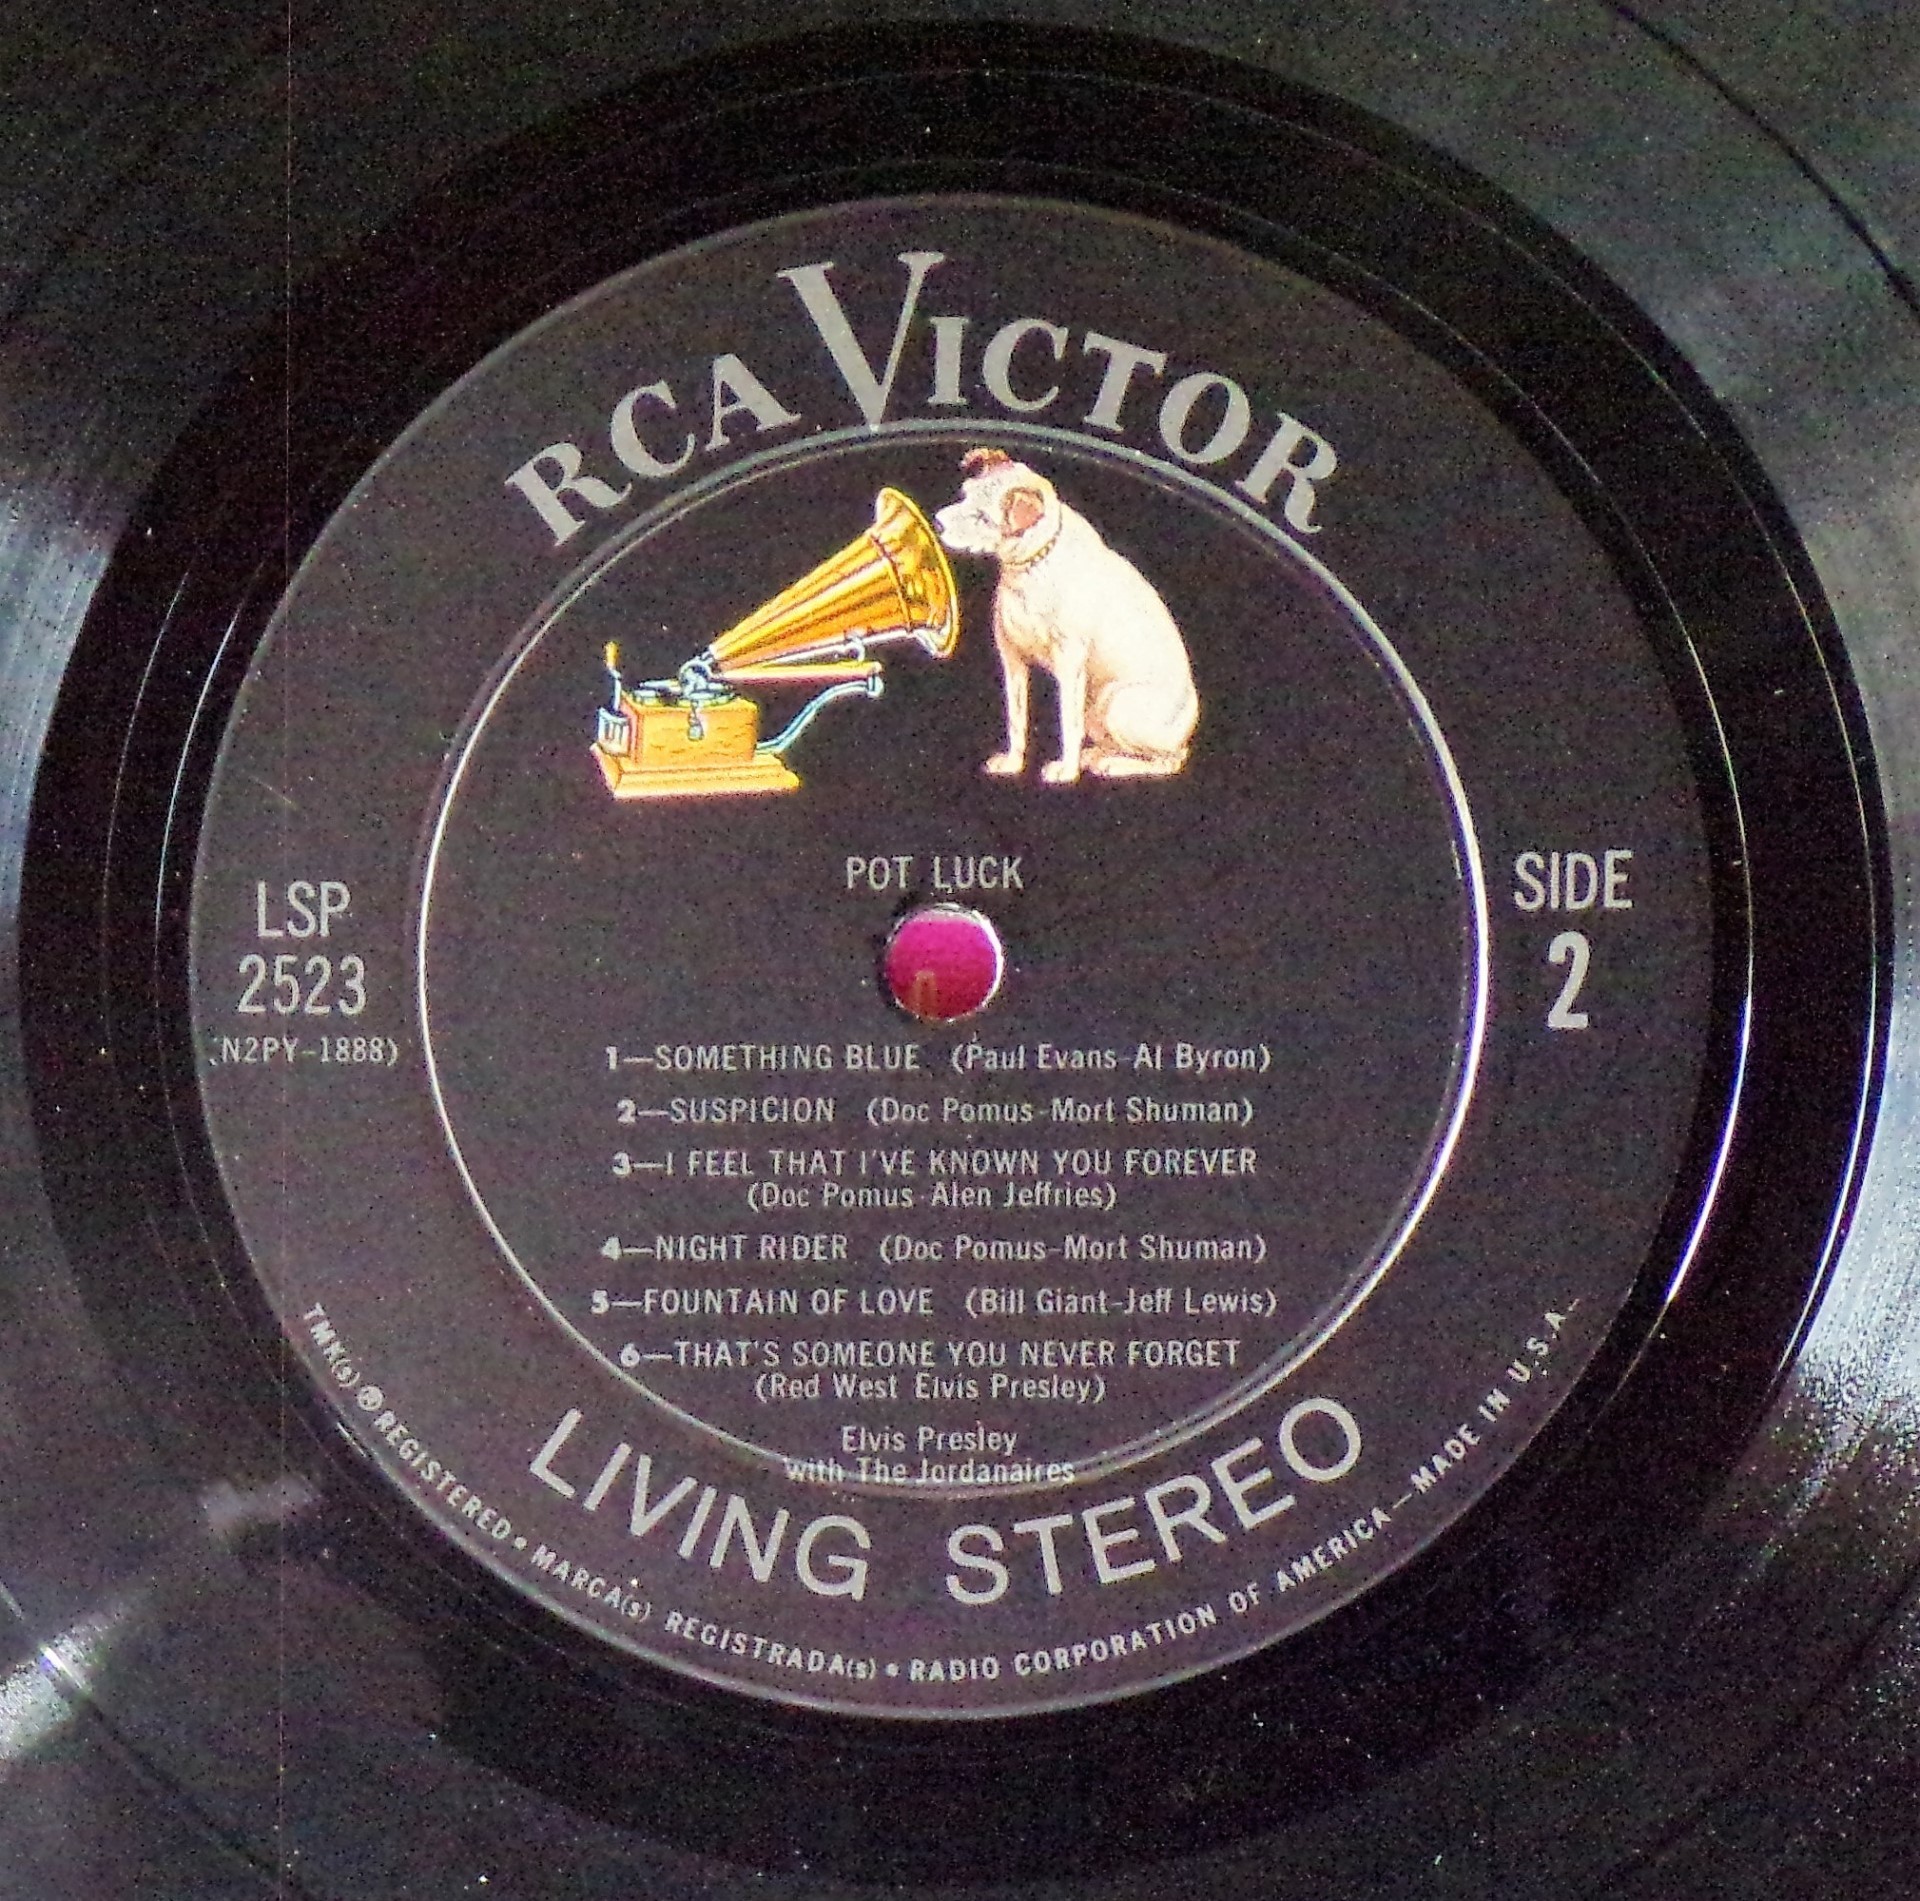 RCA VICTOR
POT LUCK
LSP
2523
(N2PY-1888)
SIDE
2
1—SOMETHING BLUE (Paul Evans-Al Byron)
2—SUSPICION (Doc Pomus-Mort Shuman)
3—I FEEL THAT I'VE KNOWN YOU FOREVER
(Doc Pomus-Alen Jeffries)
4—NIGHT RIDER (Doc Pomus-Mort Shuman)
5—FOUNTAIN OF LOVE (Bill Giant-Jeff Lewis)
6—THAT'S SOMEONE YOU NEVER FORGET
(Red West Elvis Presley)
Elvis Presley
with The Jordanaires
LIVING STEREO
TMK(s) ® REGISTERED • MARCA(s) REGISTRADA(s) • RADIO CORPORATION OF AMERICA—MADE IN U.S.A.